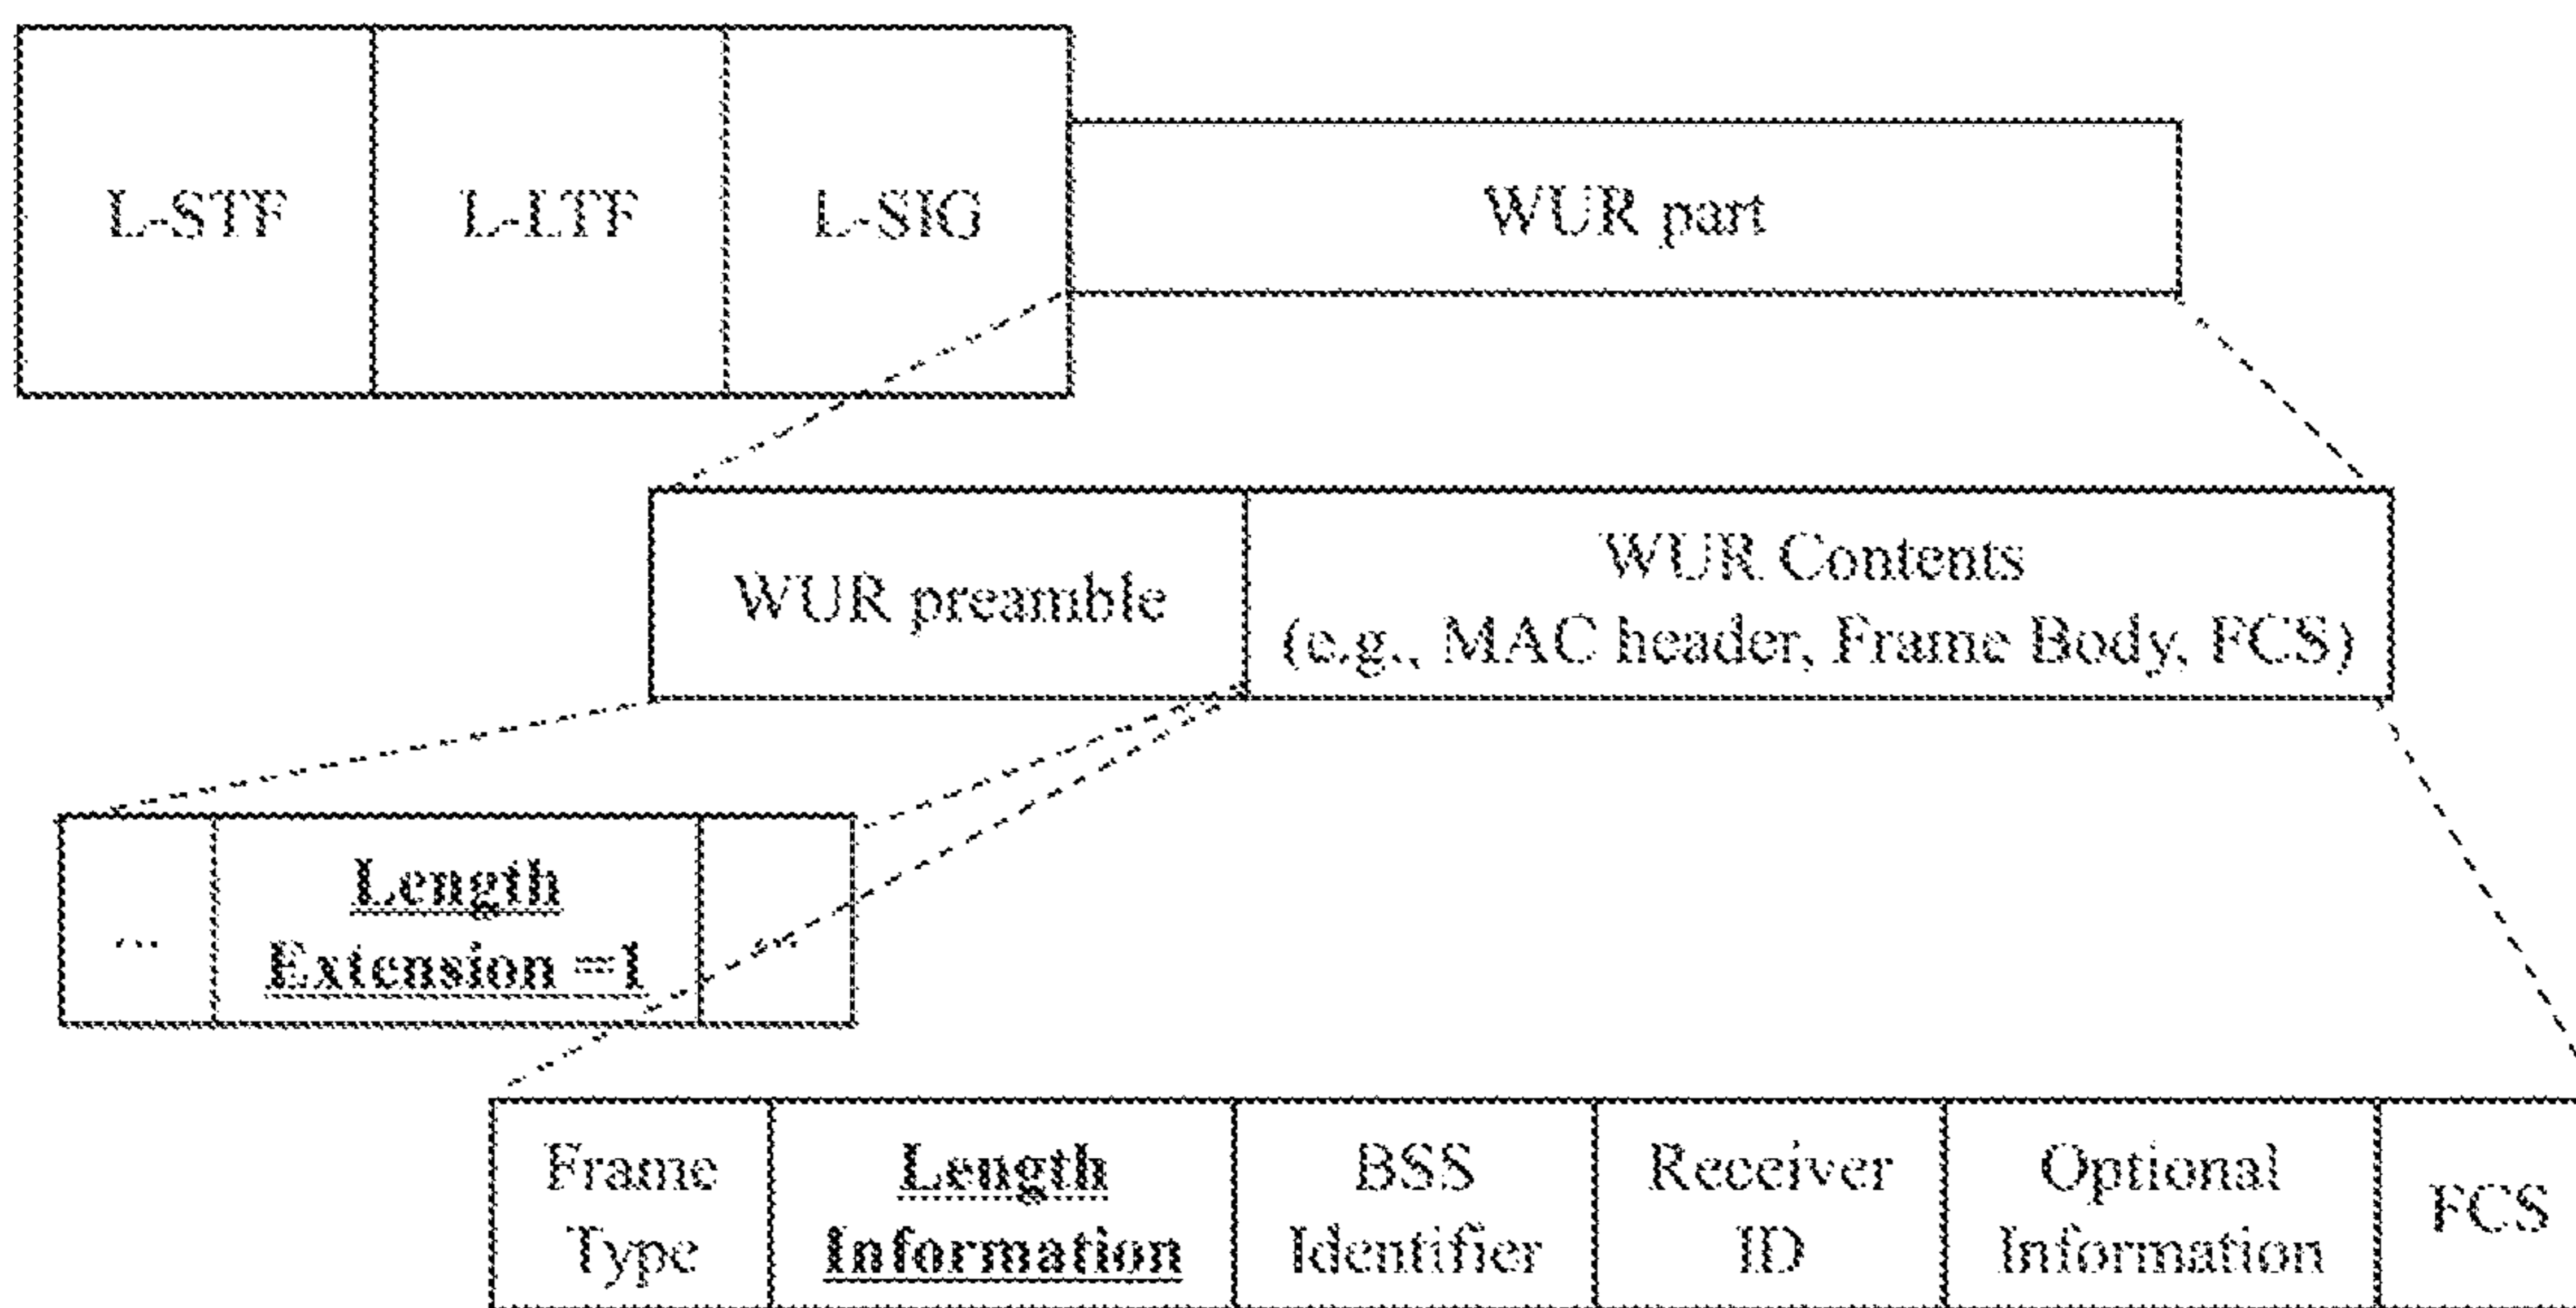 L-STF
L-LTF
L-SIG
WUR part
WUR preamble
WUR Contents
(e.g., MAC header, Frame Body, FCS)
...
Length
Extension =1
...
Frame
Type
Length
Information
BSS
Identifier
Receiver
ID
Optional
Information
FCS